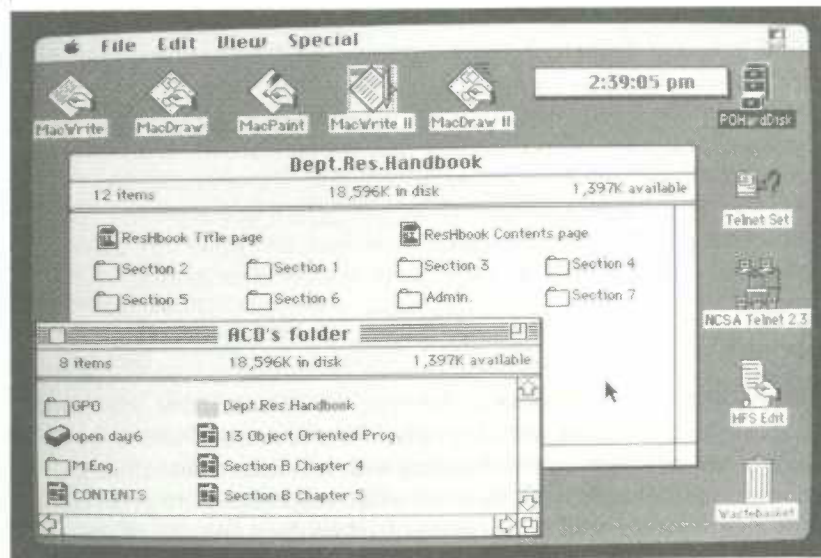 File Edit View Special
2:39:05 pm
MacWrite MacDraw MacPaint MacWrite II MacDraw II
POHardDisk
Dept.Res.Handbook
12 items 18,596K in disk 1,397K available
Telnet Set
ResHbook Title page ResHbook Contents page
Section 2 Section 1 Section 3 Section 4
Section 5 Section 6 Admin. Section 7
NCSA Telnet 2.3
ACD's folder
8 items 18,596K in disk 1,397K available
GPO Dept.Res.Handbook
open day6 13 Object Oriented Prog
M.Eng. Section B Chapter 4
CONTENTS Section B Chapter 5
HFS Edit
Wastebasket